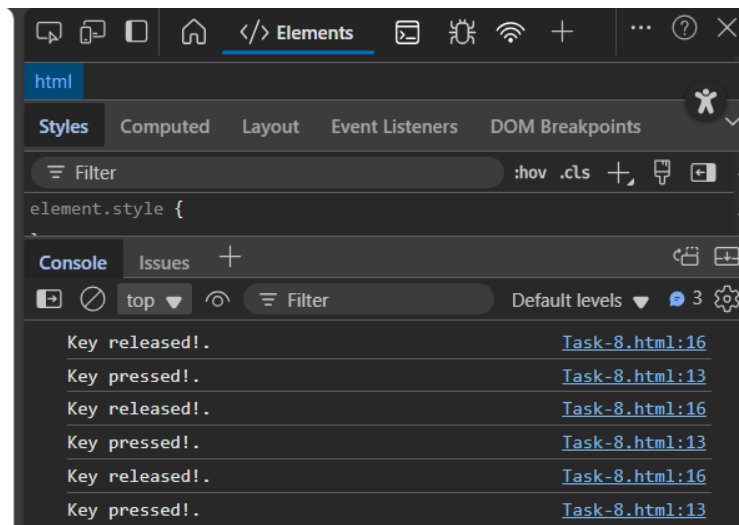 </> Elements
html
Styles Computed Layout Event Listeners DOM Breakpoints
Filter :hov .cls
element.style {
Console Issues
top Filter Default levels 3
Key released!. Task-8.html:16
Key pressed!. Task-8.html:13
Key released!. Task-8.html:16
Key pressed!. Task-8.html:13
Key released!. Task-8.html:16
Key pressed!. Task-8.html:13